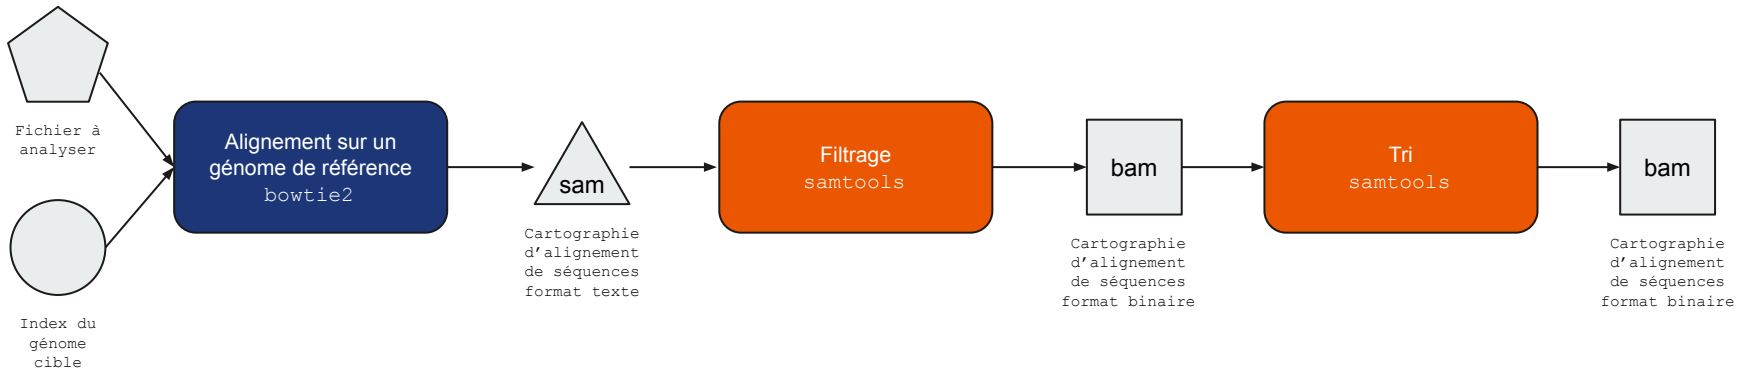 Fichier à
analyser
Index du
génome
cible
Alignement sur un
génome de référence
bowtie2
sam
Cartographie
d’alignement
de séquences
format texte
Filtrage
samtools
bam
Cartographie
d’alignement
de séquences
format binaire
Tri
samtools
bam
Cartographie
d’alignement
de séquences
format binaire